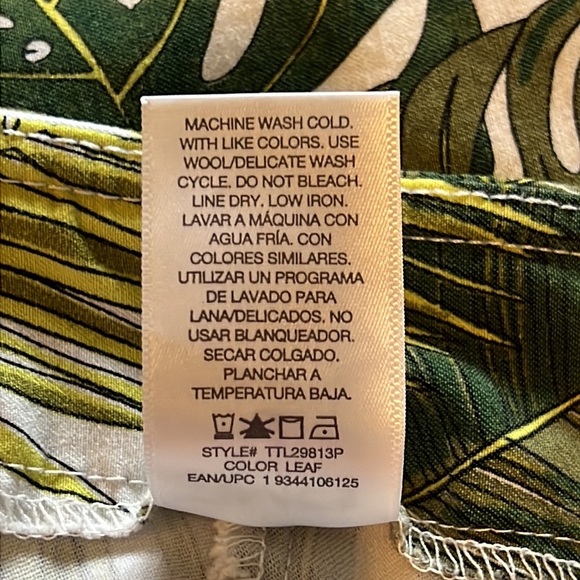 MACHINE WASH COLD.
WITH LIKE COLORS. USE
WOOL/DELICATE WASH
CYCLE. DO NOT BLEACH.
LINE DRY. LOW IRON.
LAVAR A MÁQUINA CON
AGUA FRÍA. CON
COLORES SIMILARES.
UTILIZAR UN PROGRAMA
DE LAVADO PARA
LANA/DELICADOS. NO
USAR BLANQUEADOR.
SECAR COLGADO.
PLANCHAR A
TEMPERATURA BAJA.
STYLE# TTL29813P
COLOR LEAF
EAN/UPC 1 9344106125